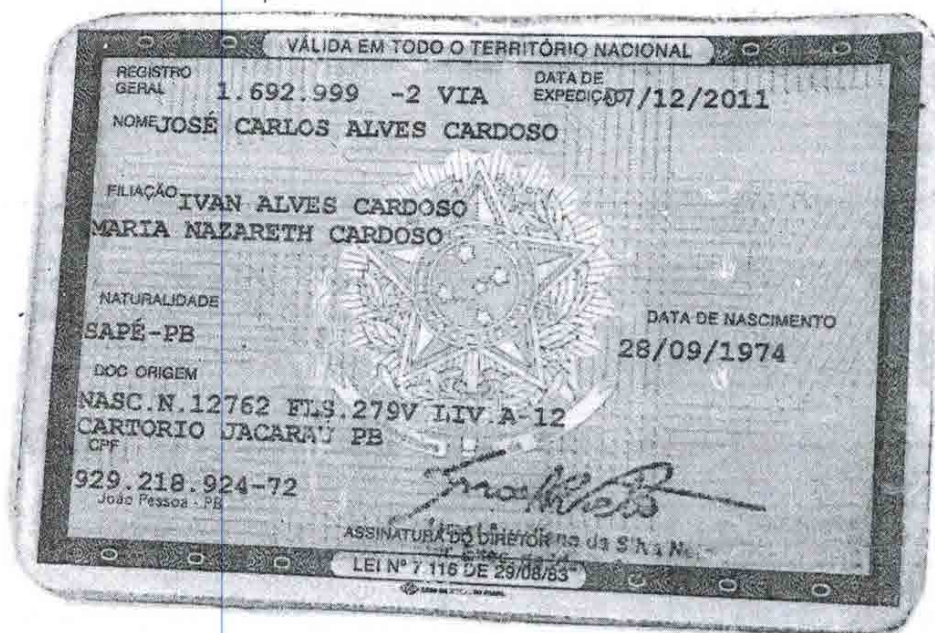 VÁLIDA EM TODO O TERRITÓRIO NACIONAL
REGISTRO GERAL 1.692.999 -2 VIA DATA DE EXPEDIÇÃO 07/12/2011
NOME JOSÉ CARLOS ALVES CARDOSO
FILIAÇÃO IVAN ALVES CARDOSO
MARIA NAZARETH CARDOSO
NATURALIDADE DATA DE NASCIMENTO
SAPÉ-PB 28/09/1974
DOC ORIGEM
NASC.N.12762 FLS.279V LIV.A-12
CARTORIO JACARAÚ PB
CPF
929.218.924-72
João Pessoa - PB
ASSINATURA DO DIRETOR da Silva
LEI Nº 7.116 DE 29/08/83